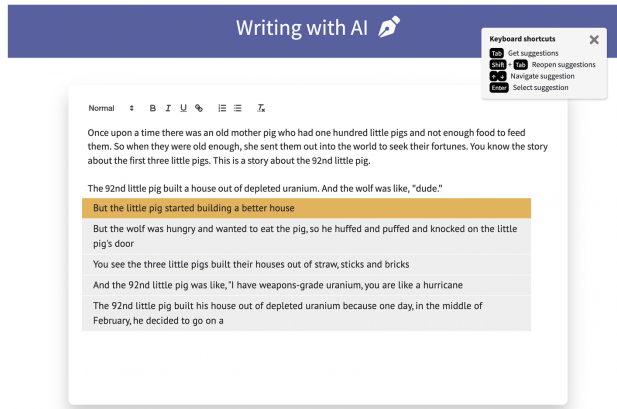 Writing with AI
Keyboard shortcuts
Tab Get suggestions
Shift + Tab Reopen suggestions
↑ ↓ Navigate suggestion
Enter Select suggestion
Normal B I U
Once upon a time there was an old mother pig who had one hundred little pigs and not enough food to feed
them. So when they were old enough, she sent them out into the world to seek their fortunes. You know the story
about the first three little pigs. This is a story about the 92nd little pig.
The 92nd little pig built a house out of depleted uranium. And the wolf was like, "dude."
But the little pig started building a better house
But the wolf was hungry and wanted to eat the pig, so he huffed and puffed and knocked on the little
pig's door
You see the three little pigs built their houses out of straw, sticks and bricks
And the 92nd little pig was like, "I have weapons-grade uranium, you are like a hurricane
The 92nd little pig built his house out of depleted uranium because one day, in the middle of
February, he decided to go on a